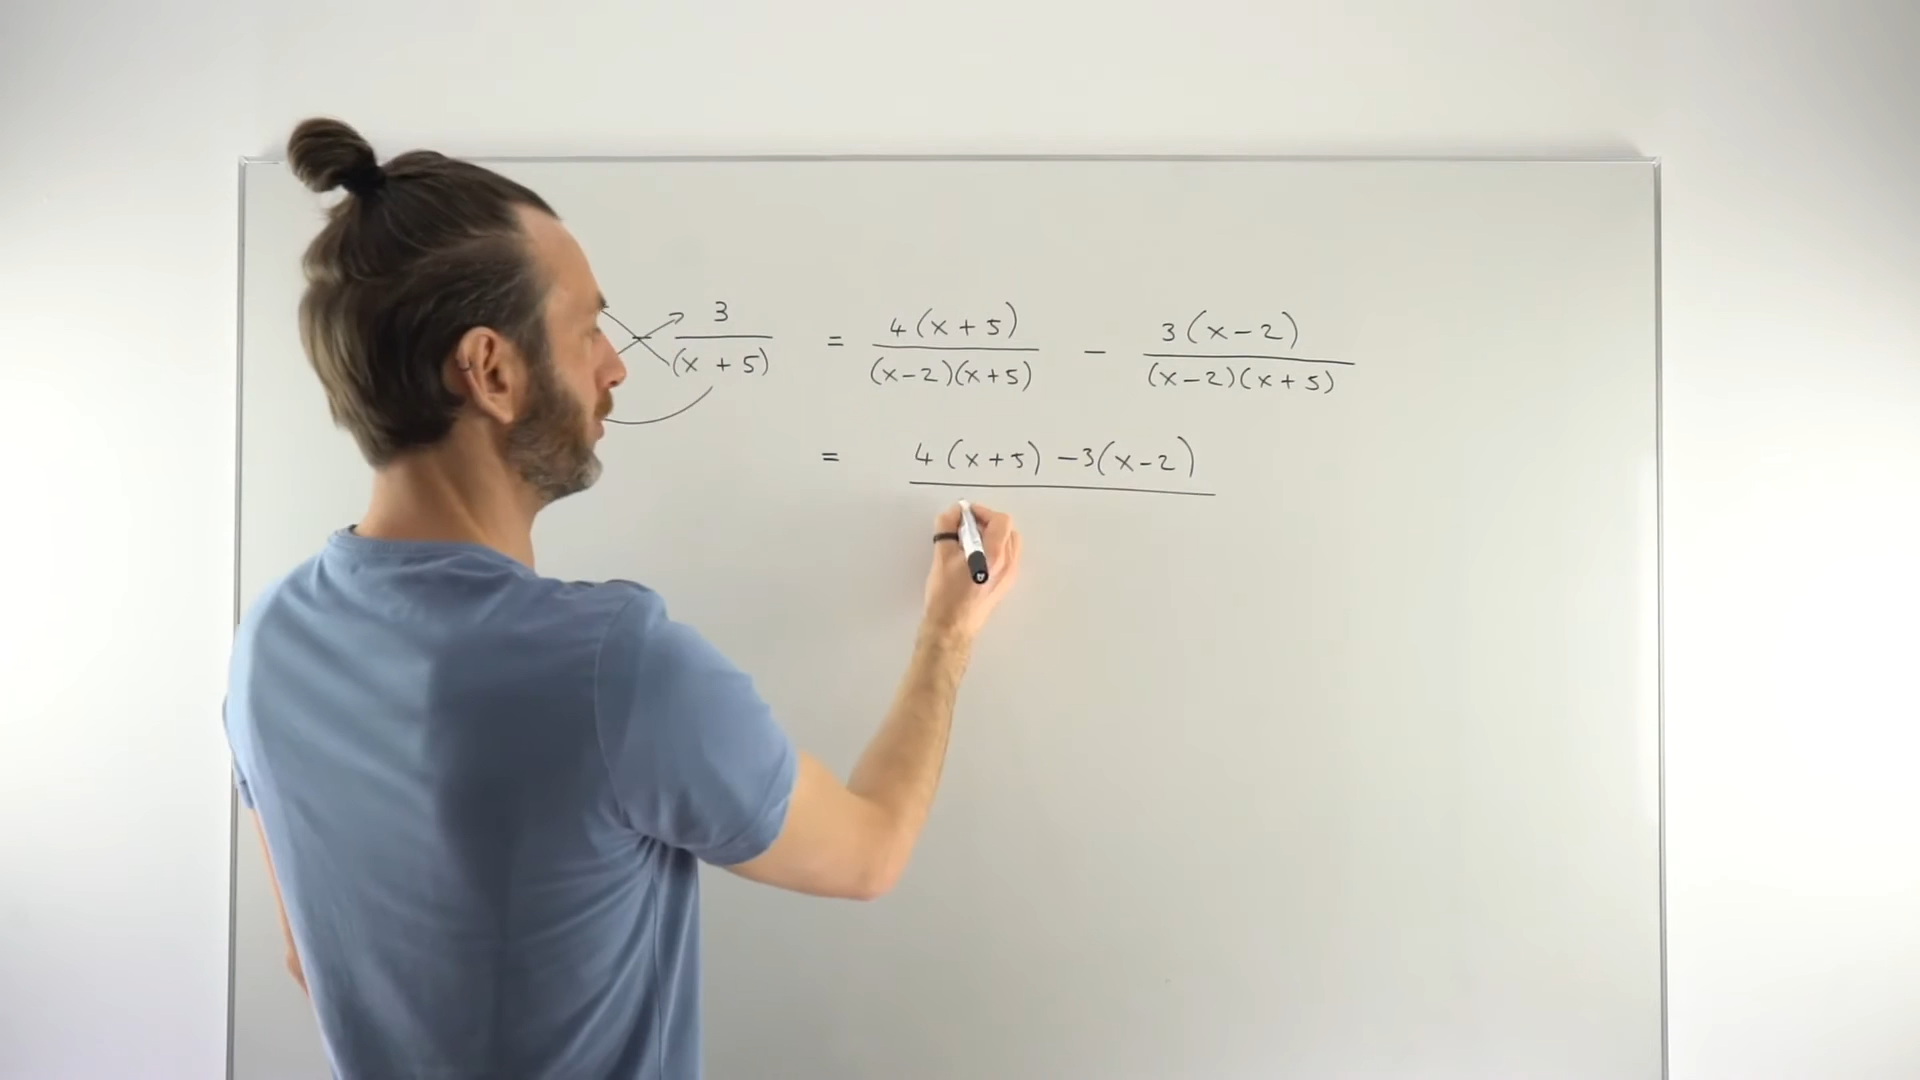 - 3/(x + 5) = 4(x + 5)/(x-2)(x+5) - 3(x-2)/(x-2)(x+5)
= 4(x+5) -3(x-2)